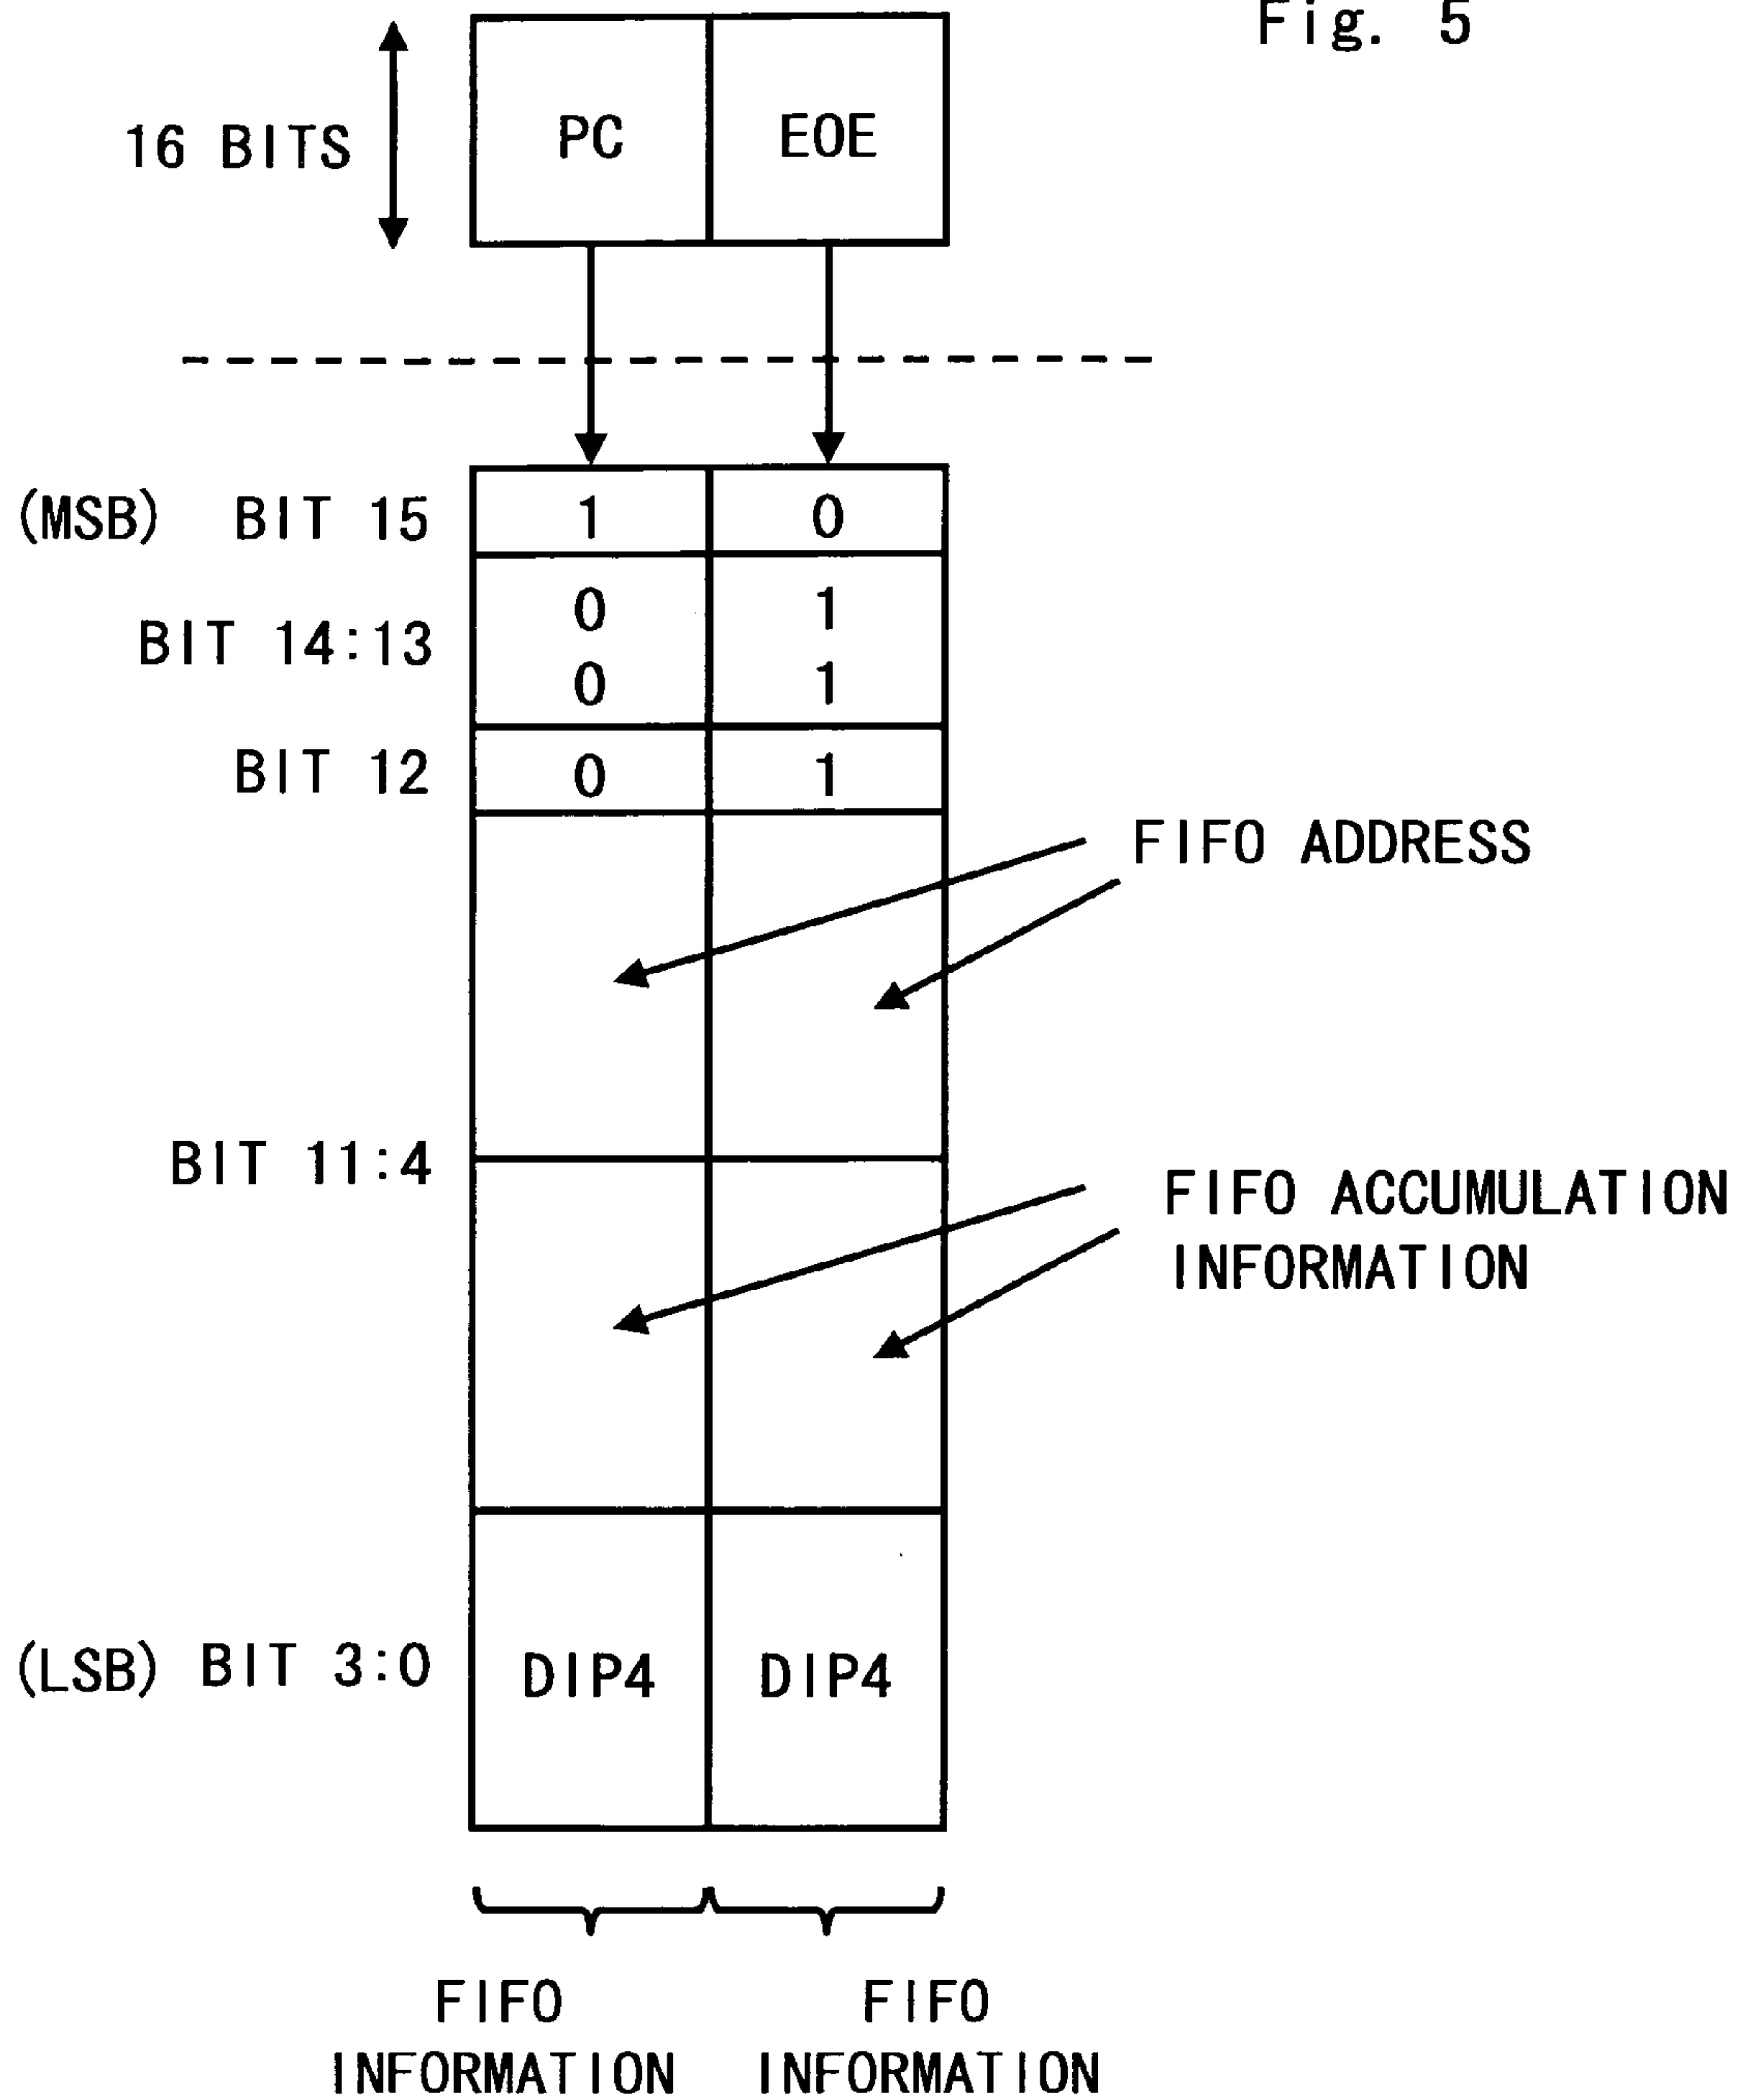 Fig. 5
16 BITS
PC EOE
(MSB) BIT 15 1 0
0 1
BIT 14:13
0 1
BIT 12 0 1
FIFO ADDRESS
BIT 11:4
FIFO ACCUMULATION
INFORMATION
(LSB) BIT 3:0 DIP4 DIP4
FIFO FIFO
INFORMATION INFORMATION